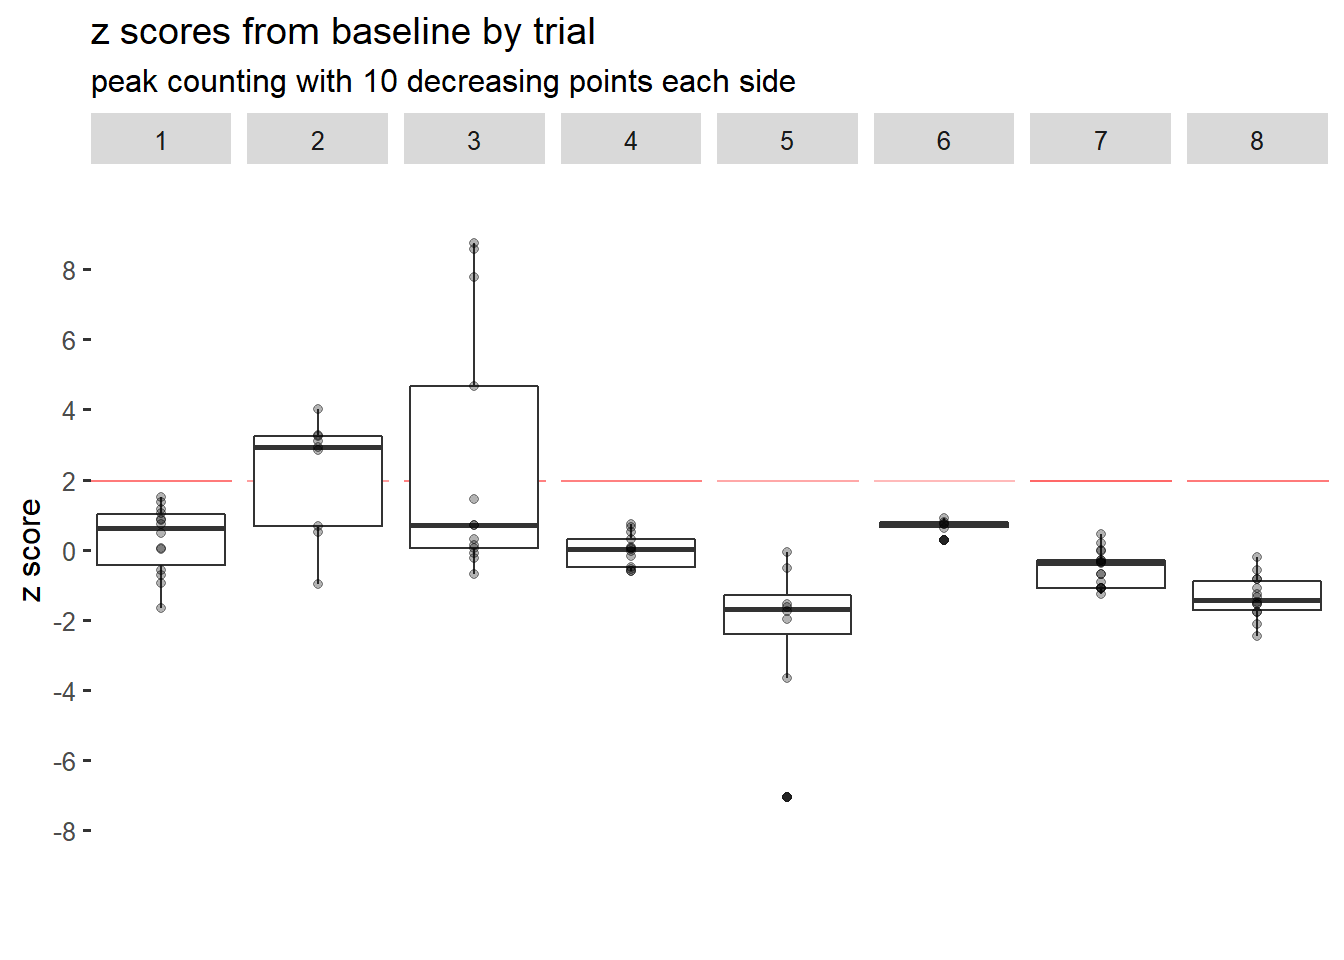 z scores from baseline by trial
peak counting with 10 decreasing points each side
1 2 3 4 5 6 7 8
8
6
4
2
0
-2
-4
-6
-8
z score